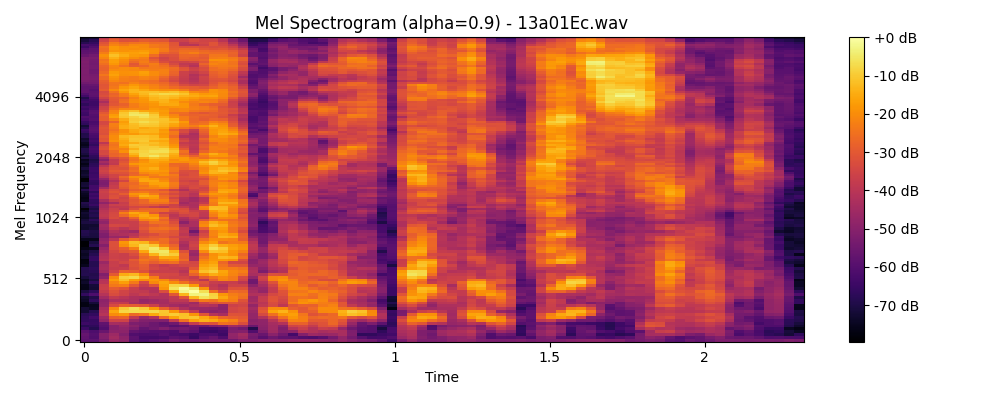 Mel Spectrogram (alpha=0.9) - 13a01Ec.wav
Mel Frequency
4096
2048
1024
512
0
0
0.5
1
1.5
2
Time
+0 dB
-10 dB
-20 dB
-30 dB
-40 dB
-50 dB
-60 dB
-70 dB